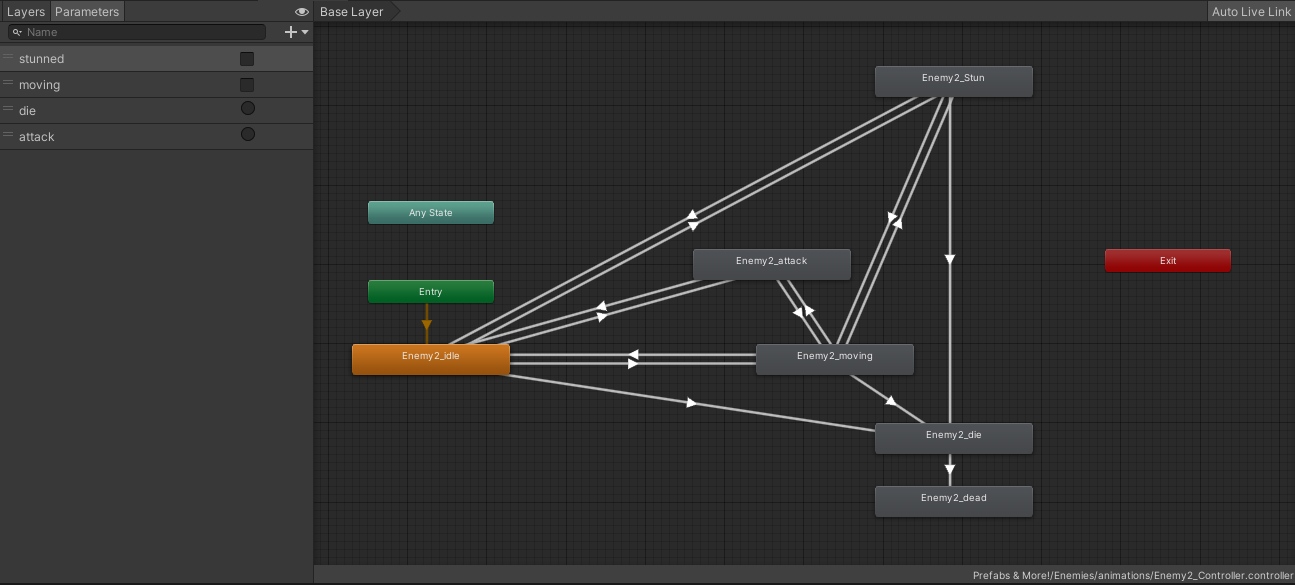 Layers Parameters
Base Layer
Auto Live Link
Name
stunned
moving
die
attack
Enemy2_Stun
Any State
Enemy2_attack
Exit
Entry
Enemy2_idle
Enemy2_moving
Enemy2_die
Enemy2_dead
Prefabs & More!/Enemies/animations/Enemy2_Controller.controller